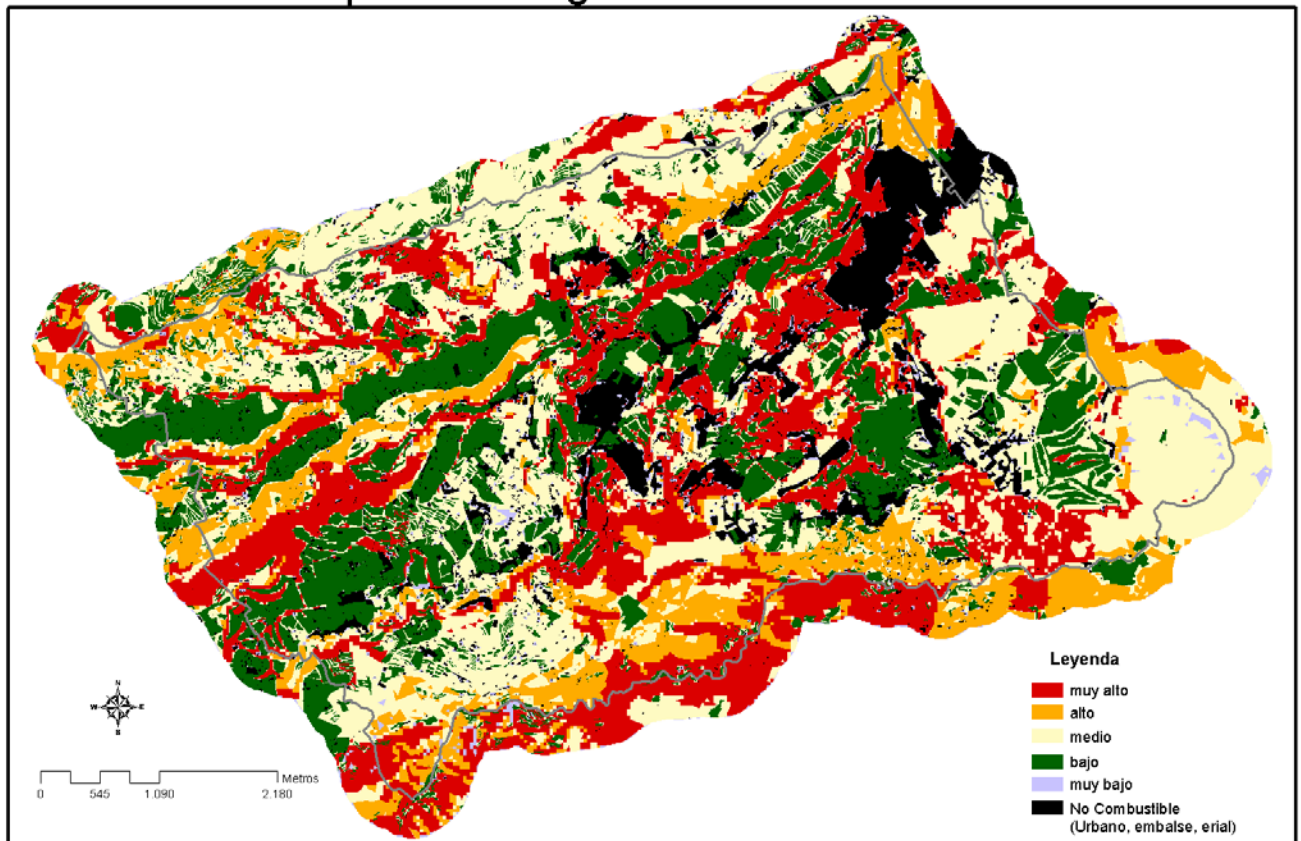 Leyenda
muy alto
alto
medio
bajo
muy bajo
No Combustible
(Urbano, embalse, erial)
N
W E
S
Metros
0 545 1.090 2.180